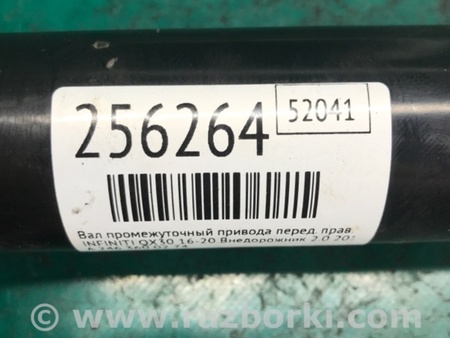 256264
52041
Вал промежуточный привода перед. прав.
INFINITI QX30 16-20 Внедорожник 2.0
www.razborki.com